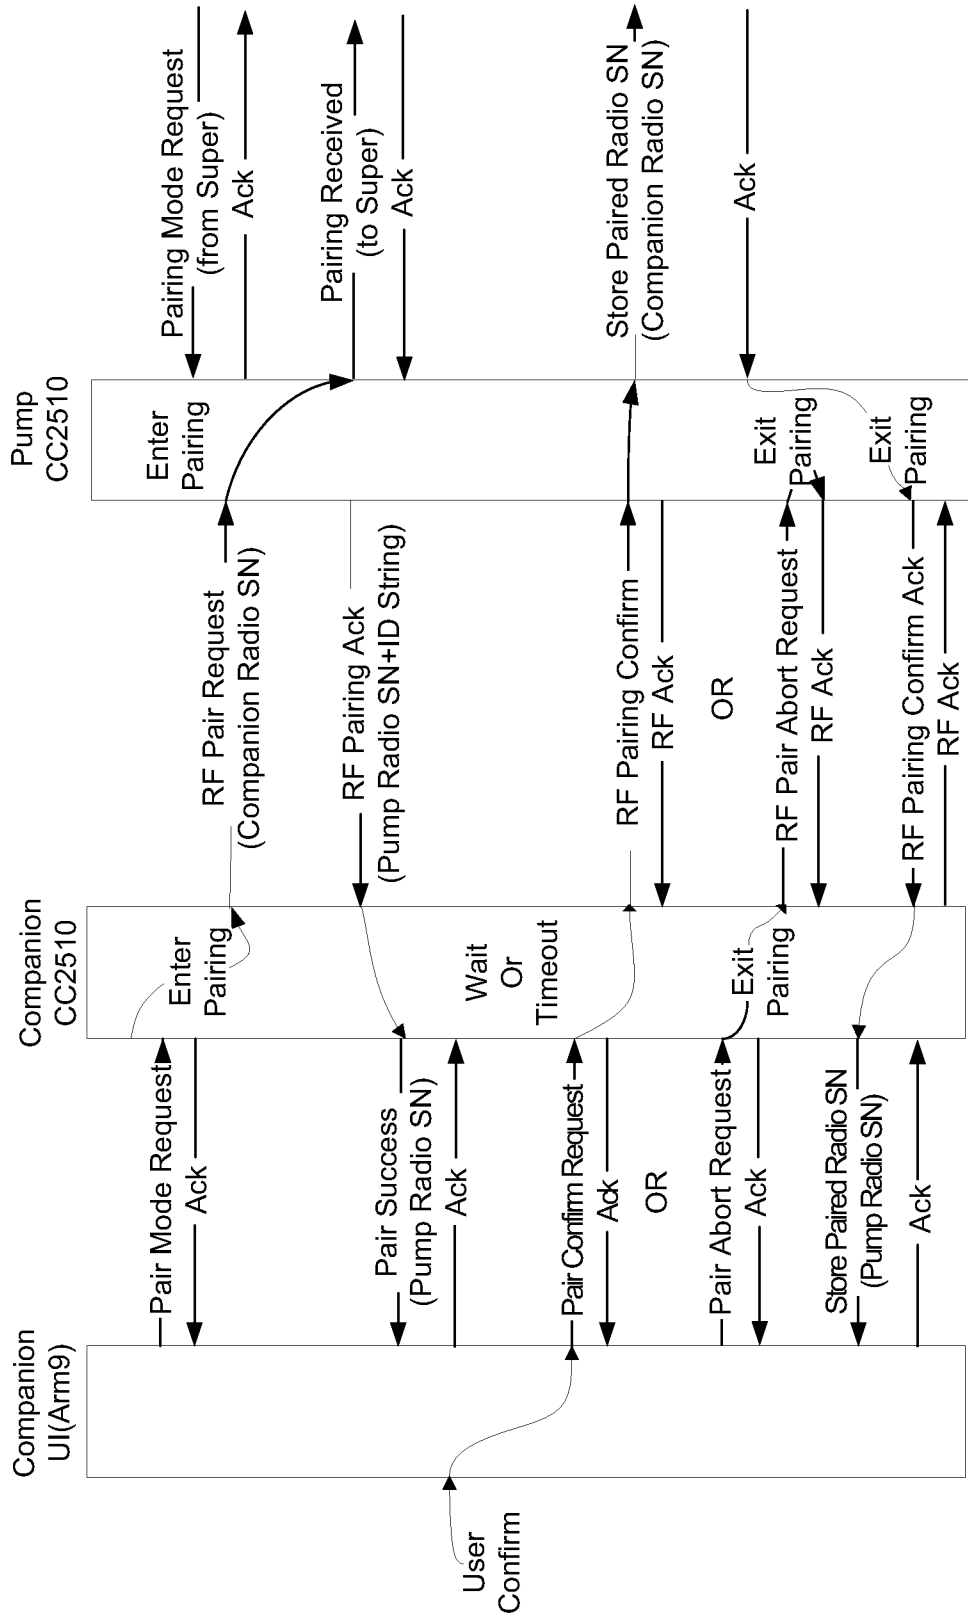 Companion
UI(Arm9)
Companion
CC2510
Pump
CC2510
User
Confirm
Pair Mode Request
Ack
Pair Success
(Pump Radio SN)
Ack
Pair Confirm Request
Ack
OR
Pair Abort Request
Ack
Store Paired Radio SN
(Pump Radio SN)
Ack
Enter
Pairing
Wait
Or
Timeout
Exit
Pairing
RF Pair Request
(Companion Radio SN)
RF Pairing Ack
(Pump Radio SN+ID String)
RF Pairing Confirm
RF Ack
OR
RF Pair Abort Request
RF Ack
RF Pairing Confirm Ack
RF Ack
Enter
Pairing
Exit
Pairing
Exit
Pairing
Pairing Mode Request
(from Super)
Ack
Pairing Received
(to Super)
Ack
Store Paired Radio SN
(Companion Radio SN)
Ack